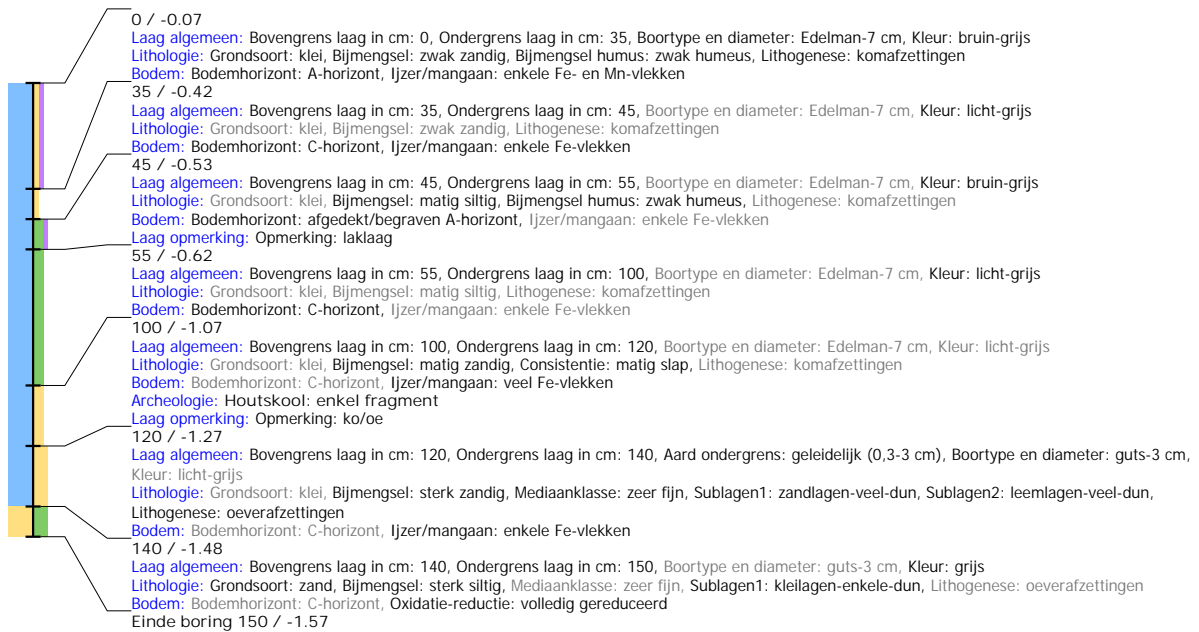 0 / -0.07
Laag algemeen: Bovengrens laag in cm: 0, Ondergrens laag in cm: 35, Boortype en diameter: Edelman-7 cm, Kleur: bruin-grijs
Lithologie: Grondsoort: klei, Bijmengsel: zwak zandig, Bijmengsel humus: zwak humeus, Lithogenese: komafzettingen
Bodem: Bodemhorizont: A-horizont, Ijzer/mangaan: enkele Fe- en Mn-vlekken
35 / -0.42
Laag algemeen: Bovengrens laag in cm: 35, Ondergrens laag in cm: 45, Boortype en diameter: Edelman-7 cm, Kleur: licht-grijs
Lithologie: Grondsoort: klei, Bijmengsel: zwak zandig, Lithogenese: komafzettingen
Bodem: Bodemhorizont: C-horizont, Ijzer/mangaan: enkele Fe-vlekken
45 / -0.53
Laag algemeen: Bovengrens laag in cm: 45, Ondergrens laag in cm: 55, Boortype en diameter: Edelman-7 cm, Kleur: bruin-grijs
Lithologie: Grondsoort: klei, Bijmengsel: matig siltig, Bijmengsel humus: zwak humeus, Lithogenese: komafzettingen
Bodem: Bodemhorizont: afgedekt/begraven A-horizont, Ijzer/mangaan: enkele Fe-vlekken
Laag opmerking: Opmerking: laklaag
55 / -0.62
Laag algemeen: Bovengrens laag in cm: 55, Ondergrens laag in cm: 100, Boortype en diameter: Edelman-7 cm, Kleur: licht-grijs
Lithologie: Grondsoort: klei, Bijmengsel: matig siltig, Lithogenese: komafzettingen
Bodem: Bodemhorizont: C-horizont, Ijzer/mangaan: enkele Fe-vlekken
100 / -1.07
Laag algemeen: Bovengrens laag in cm: 100, Ondergrens laag in cm: 120, Boortype en diameter: Edelman-7 cm, Kleur: licht-grijs
Lithologie: Grondsoort: klei, Bijmengsel: matig zandig, Consistentie: matig slap, Lithogenese: komafzettingen
Bodem: Bodemhorizont: C-horizont, Ijzer/mangaan: veel Fe-vlekken
Archeologie: Houtskool: enkel fragment
Laag opmerking: Opmerking: ko/oe
120 / -1.27
Laag algemeen: Bovengrens laag in cm: 120, Ondergrens laag in cm: 140, Aard ondergrens: geleidelijk (0,3-3 cm), Boortype en diameter: guts-3 cm,
Kleur: licht-grijs
Lithologie: Grondsoort: klei, Bijmengsel: sterk zandig, Mediaanklasse: zeer fijn, Sublagen1: zandlagen-veel-dun, Sublagen2: leemlagen-veel-dun,
Lithogenese: oeverafzettingen
Bodem: Bodemhorizont: C-horizont, Ijzer/mangaan: enkele Fe-vlekken
140 / -1.48
Laag algemeen: Bovengrens laag in cm: 140, Ondergrens laag in cm: 150, Boortype en diameter: guts-3 cm, Kleur: grijs
Lithologie: Grondsoort: zand, Bijmengsel: sterk siltig, Mediaanklasse: zeer fijn, Sublagen1: kleilagen-enkele-dun, Lithogenese: oeverafzettingen
Bodem: Bodemhorizont: C-horizont, Oxidatie-reductie: volledig gereduceerd
Einde boring 150 / -1.57